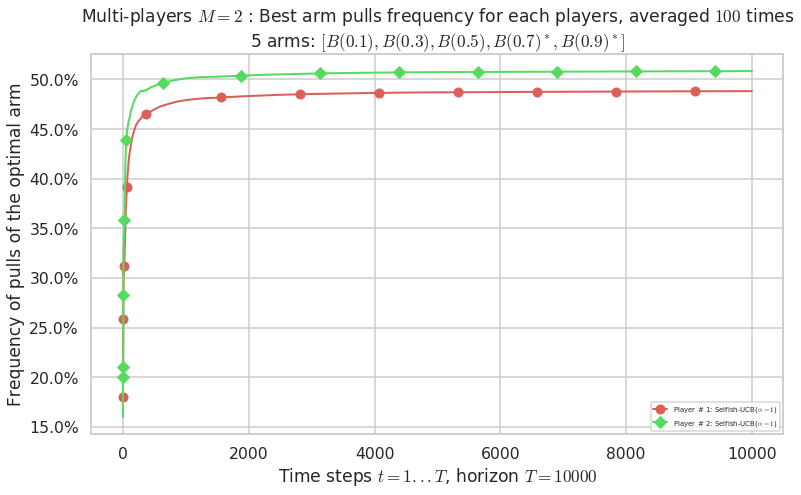 Multi-players M = 2 : Best arm pulls frequency for each players, averaged 100 times
5 arms: [B(0.1), B(0.3), B(0.5), B(0.7)*, B(0.9)*]
Frequency of pulls of the optimal arm
50.0%
45.0%
40.0%
35.0%
30.0%
25.0%
20.0%
15.0%
Player # 1: Selfish-UCB(α=1)
Player # 2: Selfish-UCB(α=1)
0 2000 4000 6000 8000 10000
Time steps t = 1...T, horizon T = 10000